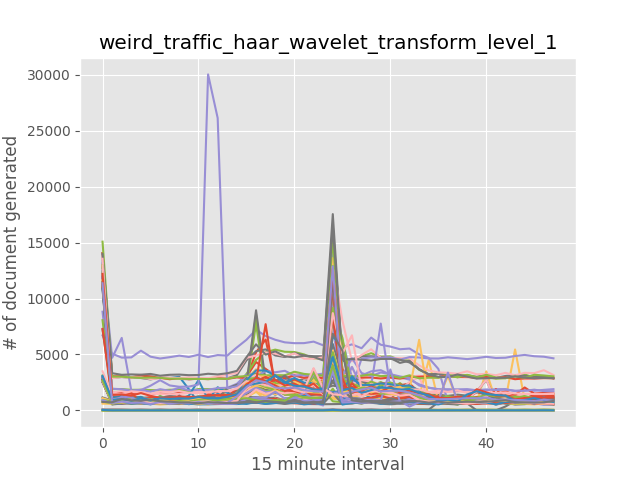 weird_traffic_haar_wavelet_transform_level_1
# of document generated
30000
25000
20000
15000
10000
5000
0
0 10 20 30 40
15 minute interval